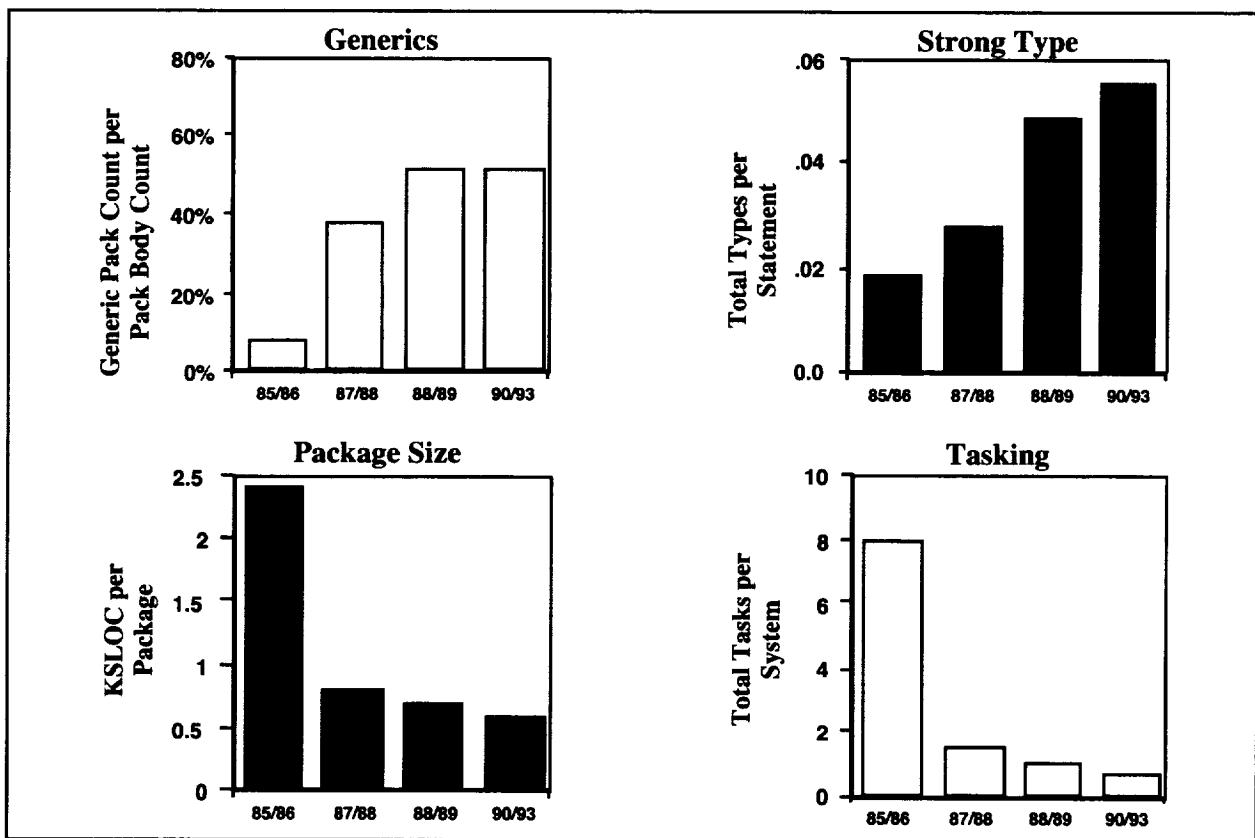 Generics
Generic Pack Count per
Pack Body Count
80%
60%
40%
20%
0%
85/86 87/88 88/89 90/93
Strong Type
Total Types per
Statement
.06
.04
.02
0.0
85/86 87/88 88/89 90/93
Package Size
KSLOC per
Package
2.5
2
1.5
1
0.5
0
85/86 87/88 88/89 90/93
Tasking
Total Tasks per
System
10
8
6
4
2
0
85/86 87/88 88/89 90/93